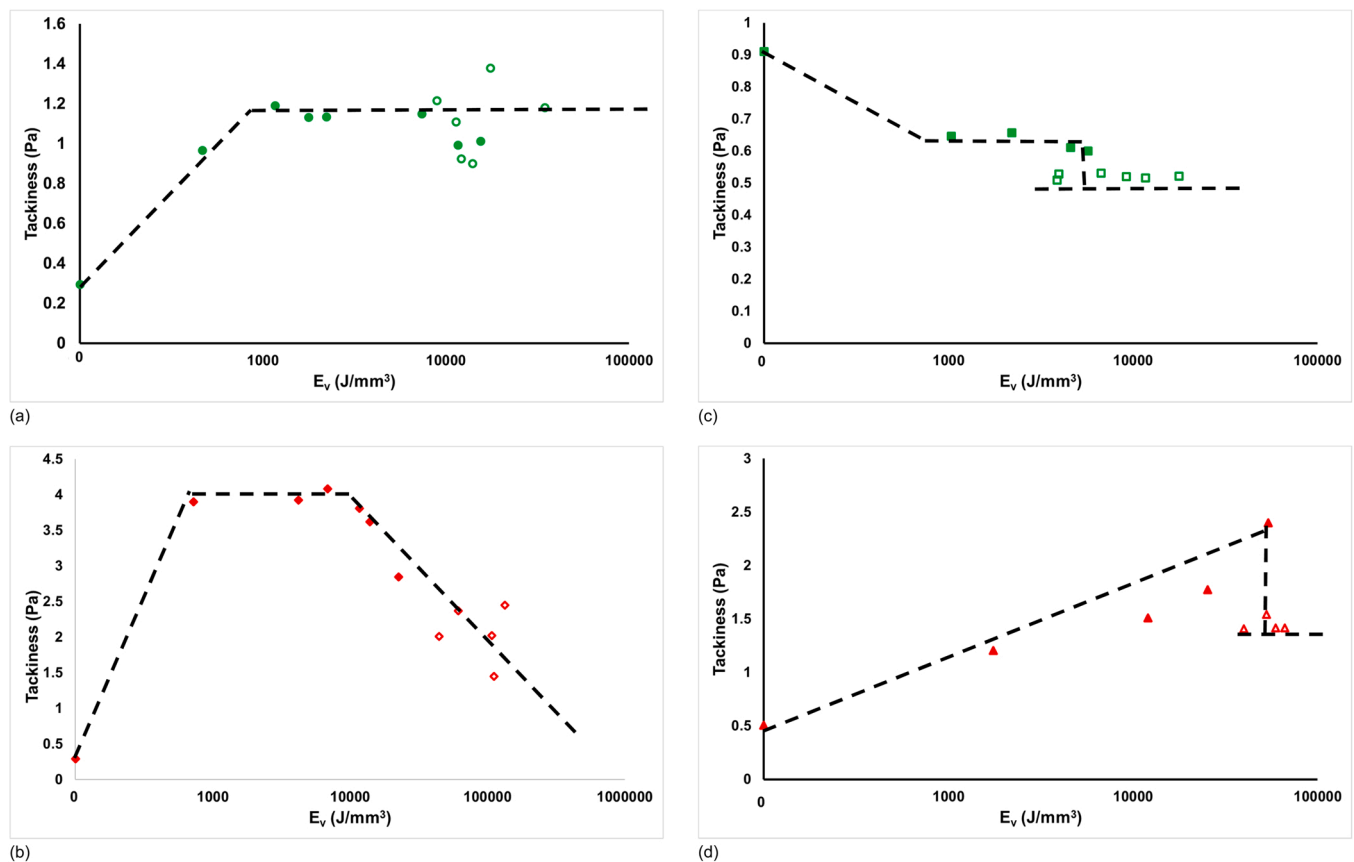 1.6
1.4
1.2
1
0.8
0.6
0.4
0.2
0
Tackiness (Pa)
0 1000 10000 100000
Eᵥ (J/mm³)
(a)
1
0.9
0.8
0.7
0.6
0.5
0.4
0.3
0.2
0.1
0
Tackiness (Pa)
0 1000 10000 100000
Eᵥ (J/mm³)
(c)
4.5
4
3.5
3
2.5
2
1.5
1
0.5
0
Tackiness (Pa)
0 1000 10000 100000 1000000
Eᵥ (J/mm³)
(b)
3
2.5
2
1.5
1
0.5
0
Tackiness (Pa)
0 1000 10000 100000
Eᵥ (J/mm³)
(d)